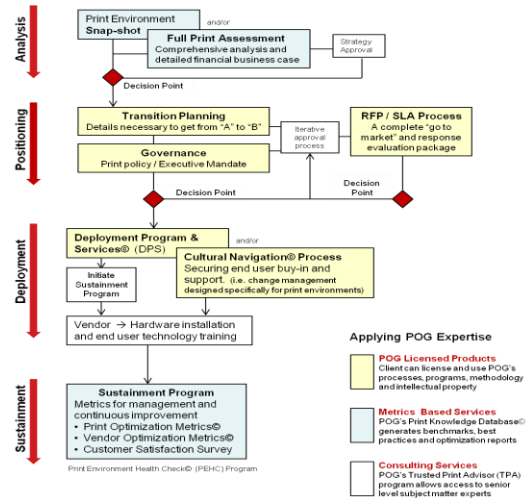 Analysis
Print Environment
Snap-shot
and/or
Full Print Assessment
Comprehensive analysis and
detailed financial business case
Strategy
Approval
Decision Point
Positioning
Transition Planning
Details necessary to get from “A” to “B”
Governance
Print policy / Executive Mandate
Iterative
approval
process
RFP / SLA Process
A complete “go to
market” and response
evaluation package
Decision Point
Decision
Point
Deployment
Deployment Program &
Services© (DPS)
and/or
Cultural Navigation© Process
Securing end user buy-in and
support. (i.e. change management
designed specifically for print environments)
Initiate
Sustainment
Program
Vendor → Hardware installation
and end user technology training
Sustainment
Sustainment Program
Metrics for management and
continuous improvement
• Print Optimization Metrics©
• Vendor Optimization Metrics©
• Customer Satisfaction Survey
Print Environment Health Check© (PEHC) Program
Applying POG Expertise
POG Licensed Products
Client can license and use POG's
processes, programs, methodology
and intellectual property
Metrics Based Services
POG's Print Knowledge Database©
generates benchmarks, best
practices and optimization reports
Consulting Services
POG's Trusted Print Advisor (TPA)
program allows access to senior
level subject matter experts